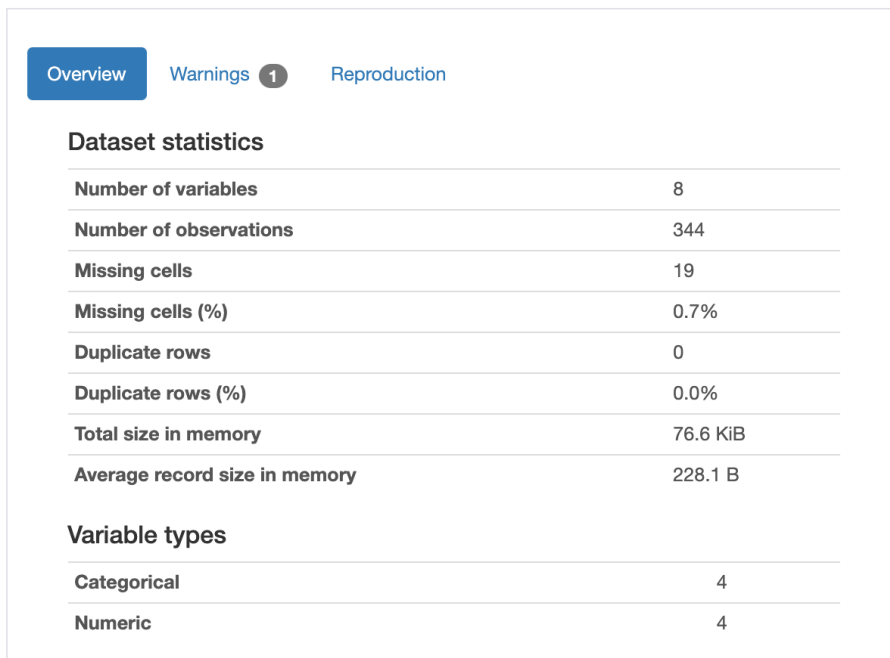 Overview Warnings 1 Reproduction
Dataset statistics
Number of variables 8
Number of observations 344
Missing cells 19
Missing cells (%) 0.7%
Duplicate rows 0
Duplicate rows (%) 0.0%
Total size in memory 76.6 KiB
Average record size in memory 228.1 B
Variable types
Categorical 4
Numeric 4